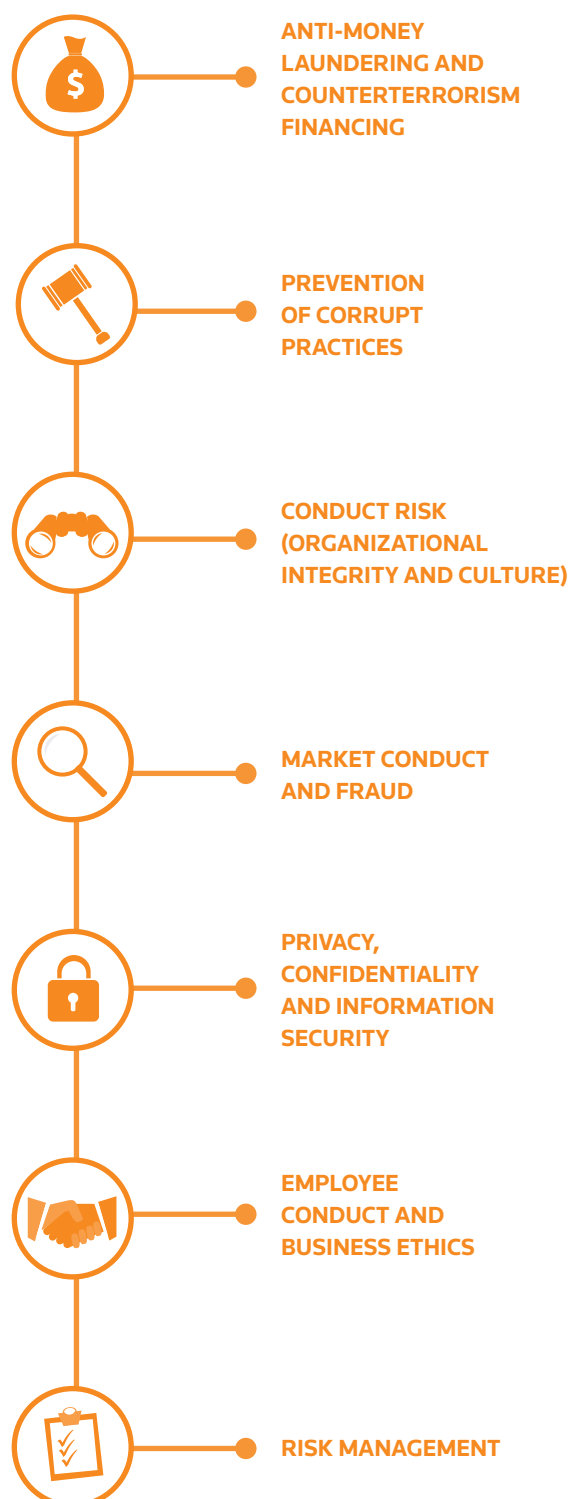 $
ANTI-MONEY
LAUNDERING AND
COUNTERTERRORISM
FINANCING
PREVENTION
OF CORRUPT
PRACTICES
CONDUCT RISK
(ORGANIZATIONAL
INTEGRITY AND CULTURE)
MARKET CONDUCT
AND FRAUD
PRIVACY,
CONFIDENTIALITY
AND INFORMATION
SECURITY
EMPLOYEE
CONDUCT AND
BUSINESS ETHICS
RISK MANAGEMENT